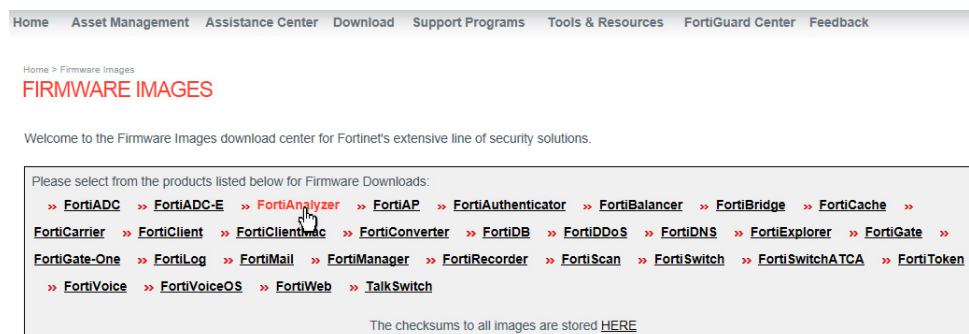 Home Asset Management Assistance Center Download Support Programs Tools & Resources FortiGuard Center Feedback
Home > Firmware Images
FIRMWARE IMAGES
Welcome to the Firmware Images download center for Fortinet's extensive line of security solutions.
Please select from the products listed below for Firmware Downloads:
» FortiADC » FortiADC-E » FortiAnalyzer » FortiAP » FortiAuthenticator » FortiBalancer » FortiBridge » FortiCache »
FortiCarrier » FortiClient » FortiClientMac » FortiConverter » FortiDB » FortiDDoS » FortiDNS » FortiExplorer » FortiGate »
FortiGate-One » FortiLog » FortiMail » FortiManager » FortiRecorder » FortiScan » FortiSwitch » FortiSwitchATCA » FortiToken
» FortiVoice » FortiVoiceOS » FortiWeb » TalkSwitch
The checksums to all images are stored HERE